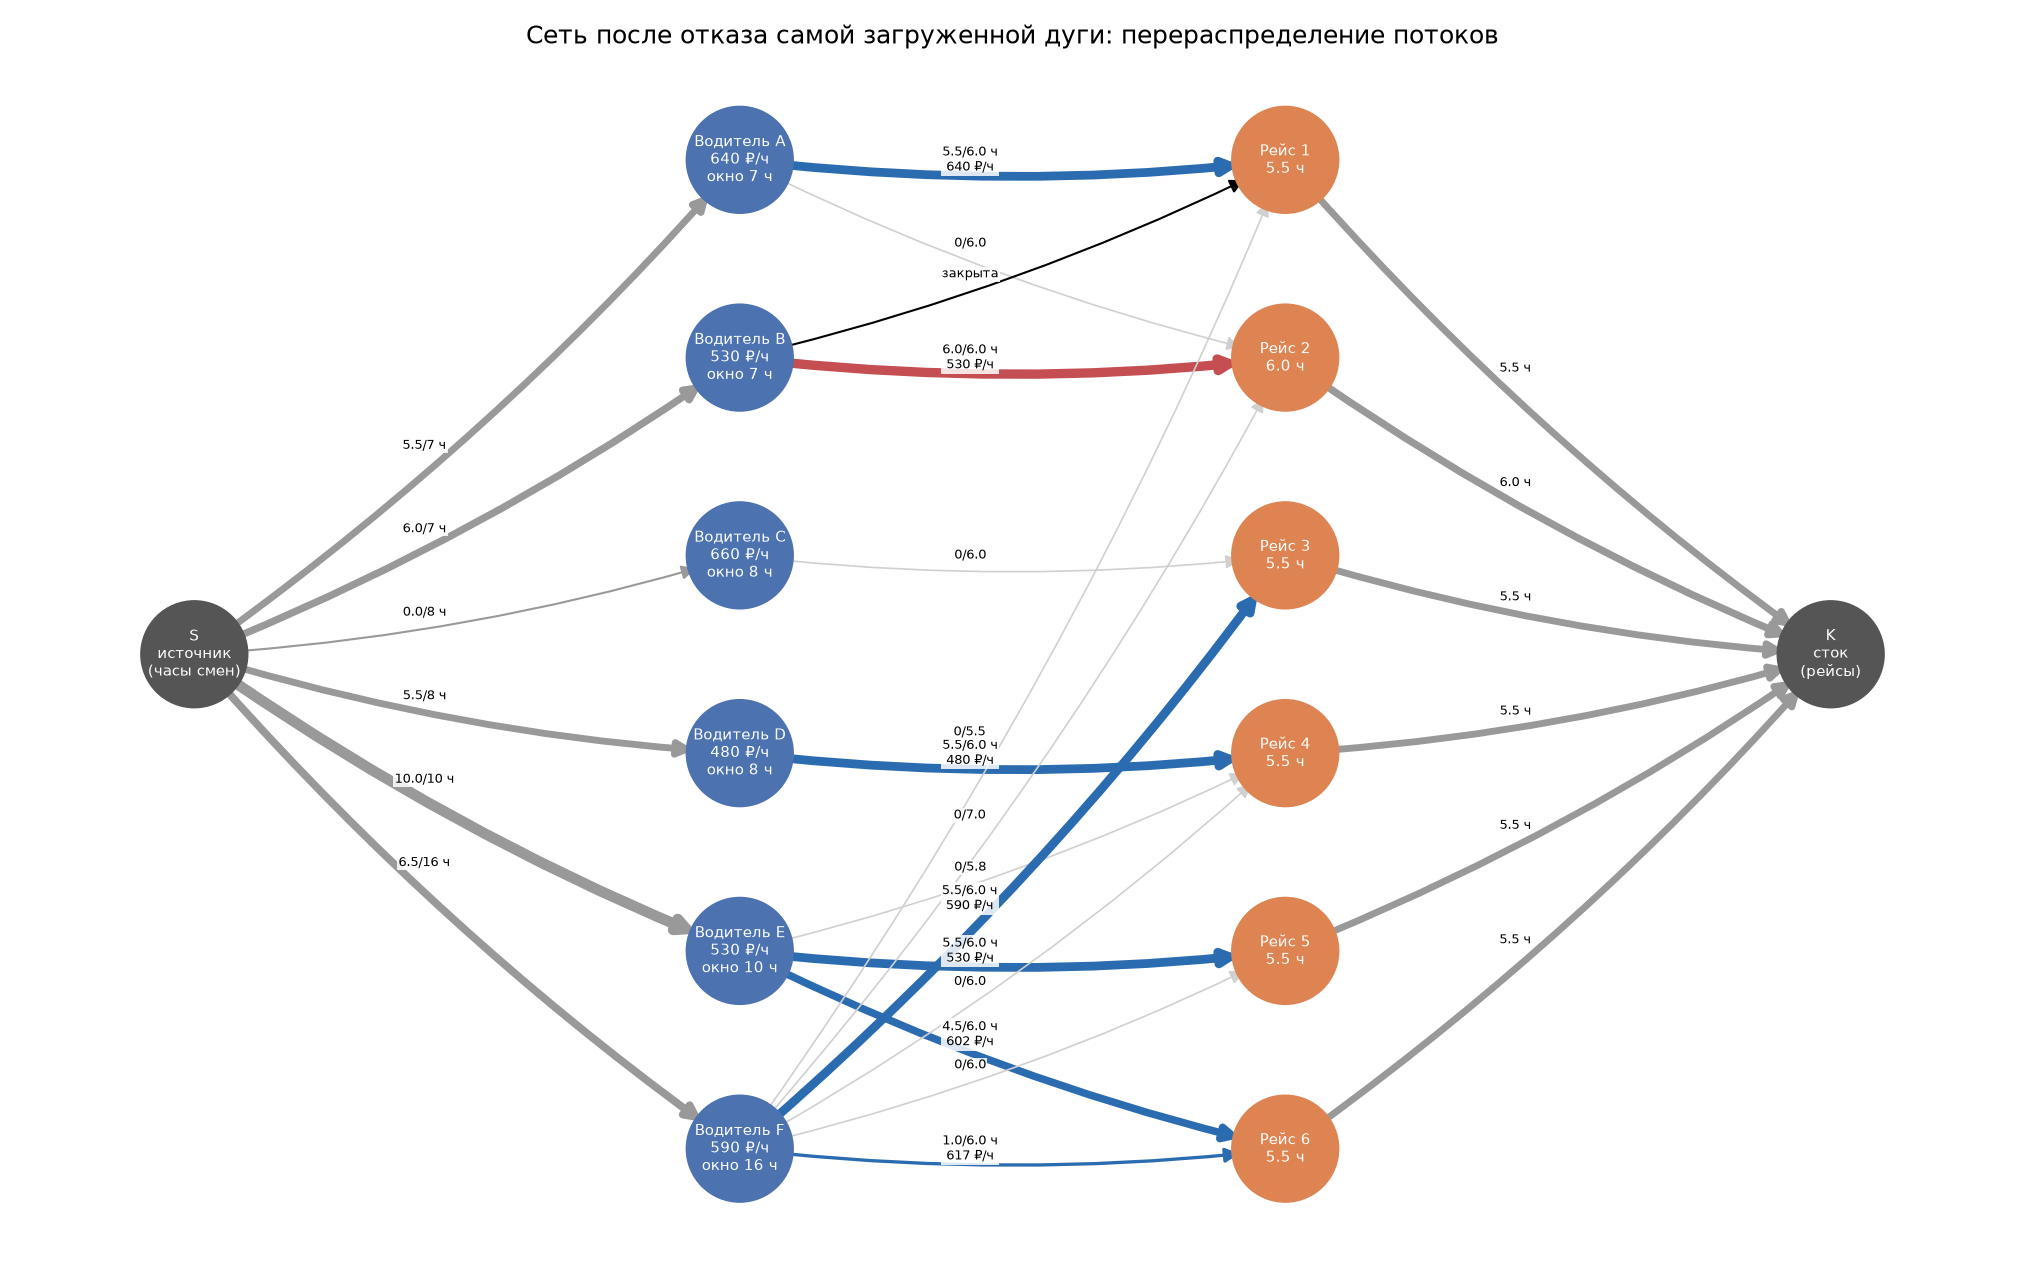 Сеть после отказа самой загруженной дуги: перераспределение потоков
Водитель A
640 ₽/ч
окно 7 ч
5.5/6.0 ч
640 ₽/ч
Рейс 1
5.5 ч
0/6.0
закрыта
Водитель B
530 ₽/ч
окно 7 ч
6.0/6.0 ч
530 ₽/ч
Рейс 2
6.0 ч
5.5 ч
5.5/7 ч
6.0 ч
6.0/7 ч
Водитель C
660 ₽/ч
окно 8 ч
0/6.0
Рейс 3
5.5 ч
5.5 ч
0.0/8 ч
S
источник
(часы смен)
K
сток
(рейсы)
5.5/8 ч
5.5 ч
Водитель D
480 ₽/ч
окно 8 ч
0/5.5
5.5/6.0 ч
480 ₽/ч
Рейс 4
5.5 ч
10.0/10 ч
0/7.0
5.5 ч
6.5/16 ч
0/5.8
5.5/6.0 ч
590 ₽/ч
Водитель E
530 ₽/ч
окно 10 ч
5.5/6.0 ч
530 ₽/ч
Рейс 5
5.5 ч
5.5 ч
0/6.0
4.5/6.0 ч
602 ₽/ч
0/6.0
Водитель F
590 ₽/ч
окно 16 ч
1.0/6.0 ч
617 ₽/ч
Рейс 6
5.5 ч